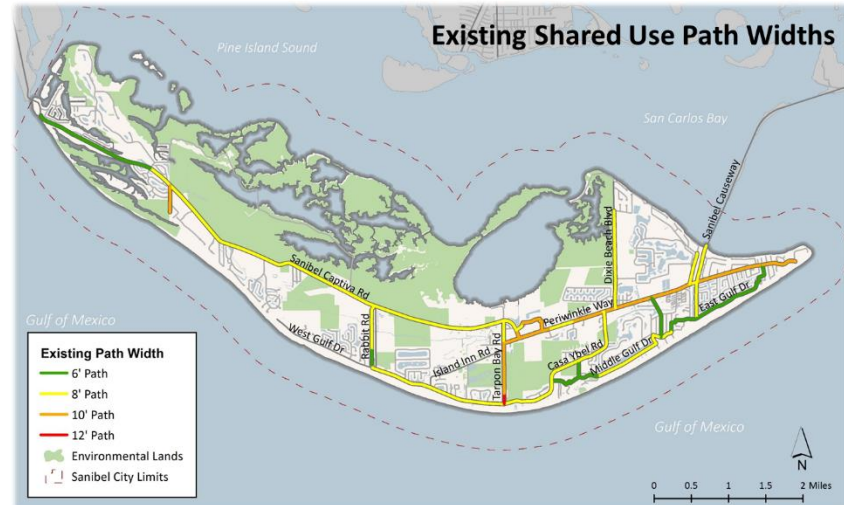 Existing Shared Use Path Widths
Pine Island Sound
San Carlos Bay
Sanibel Causeway
Dixie Beach Blvd
Sanibel Captiva Rd
Periwinkle Way
East Gulf Dr
Gulf of Mexico
West Gulf Dr
Rabbit Rd
Island Inn Rd
Tarpon Bay Rd
Casa Ybel Rd
Middle Gulf Dr
Gulf of Mexico
Existing Path Width
6' Path
8' Path
10' Path
12' Path
Environmental Lands
Sanibel City Limits
N
0 0.5 1 1.5 2 Miles